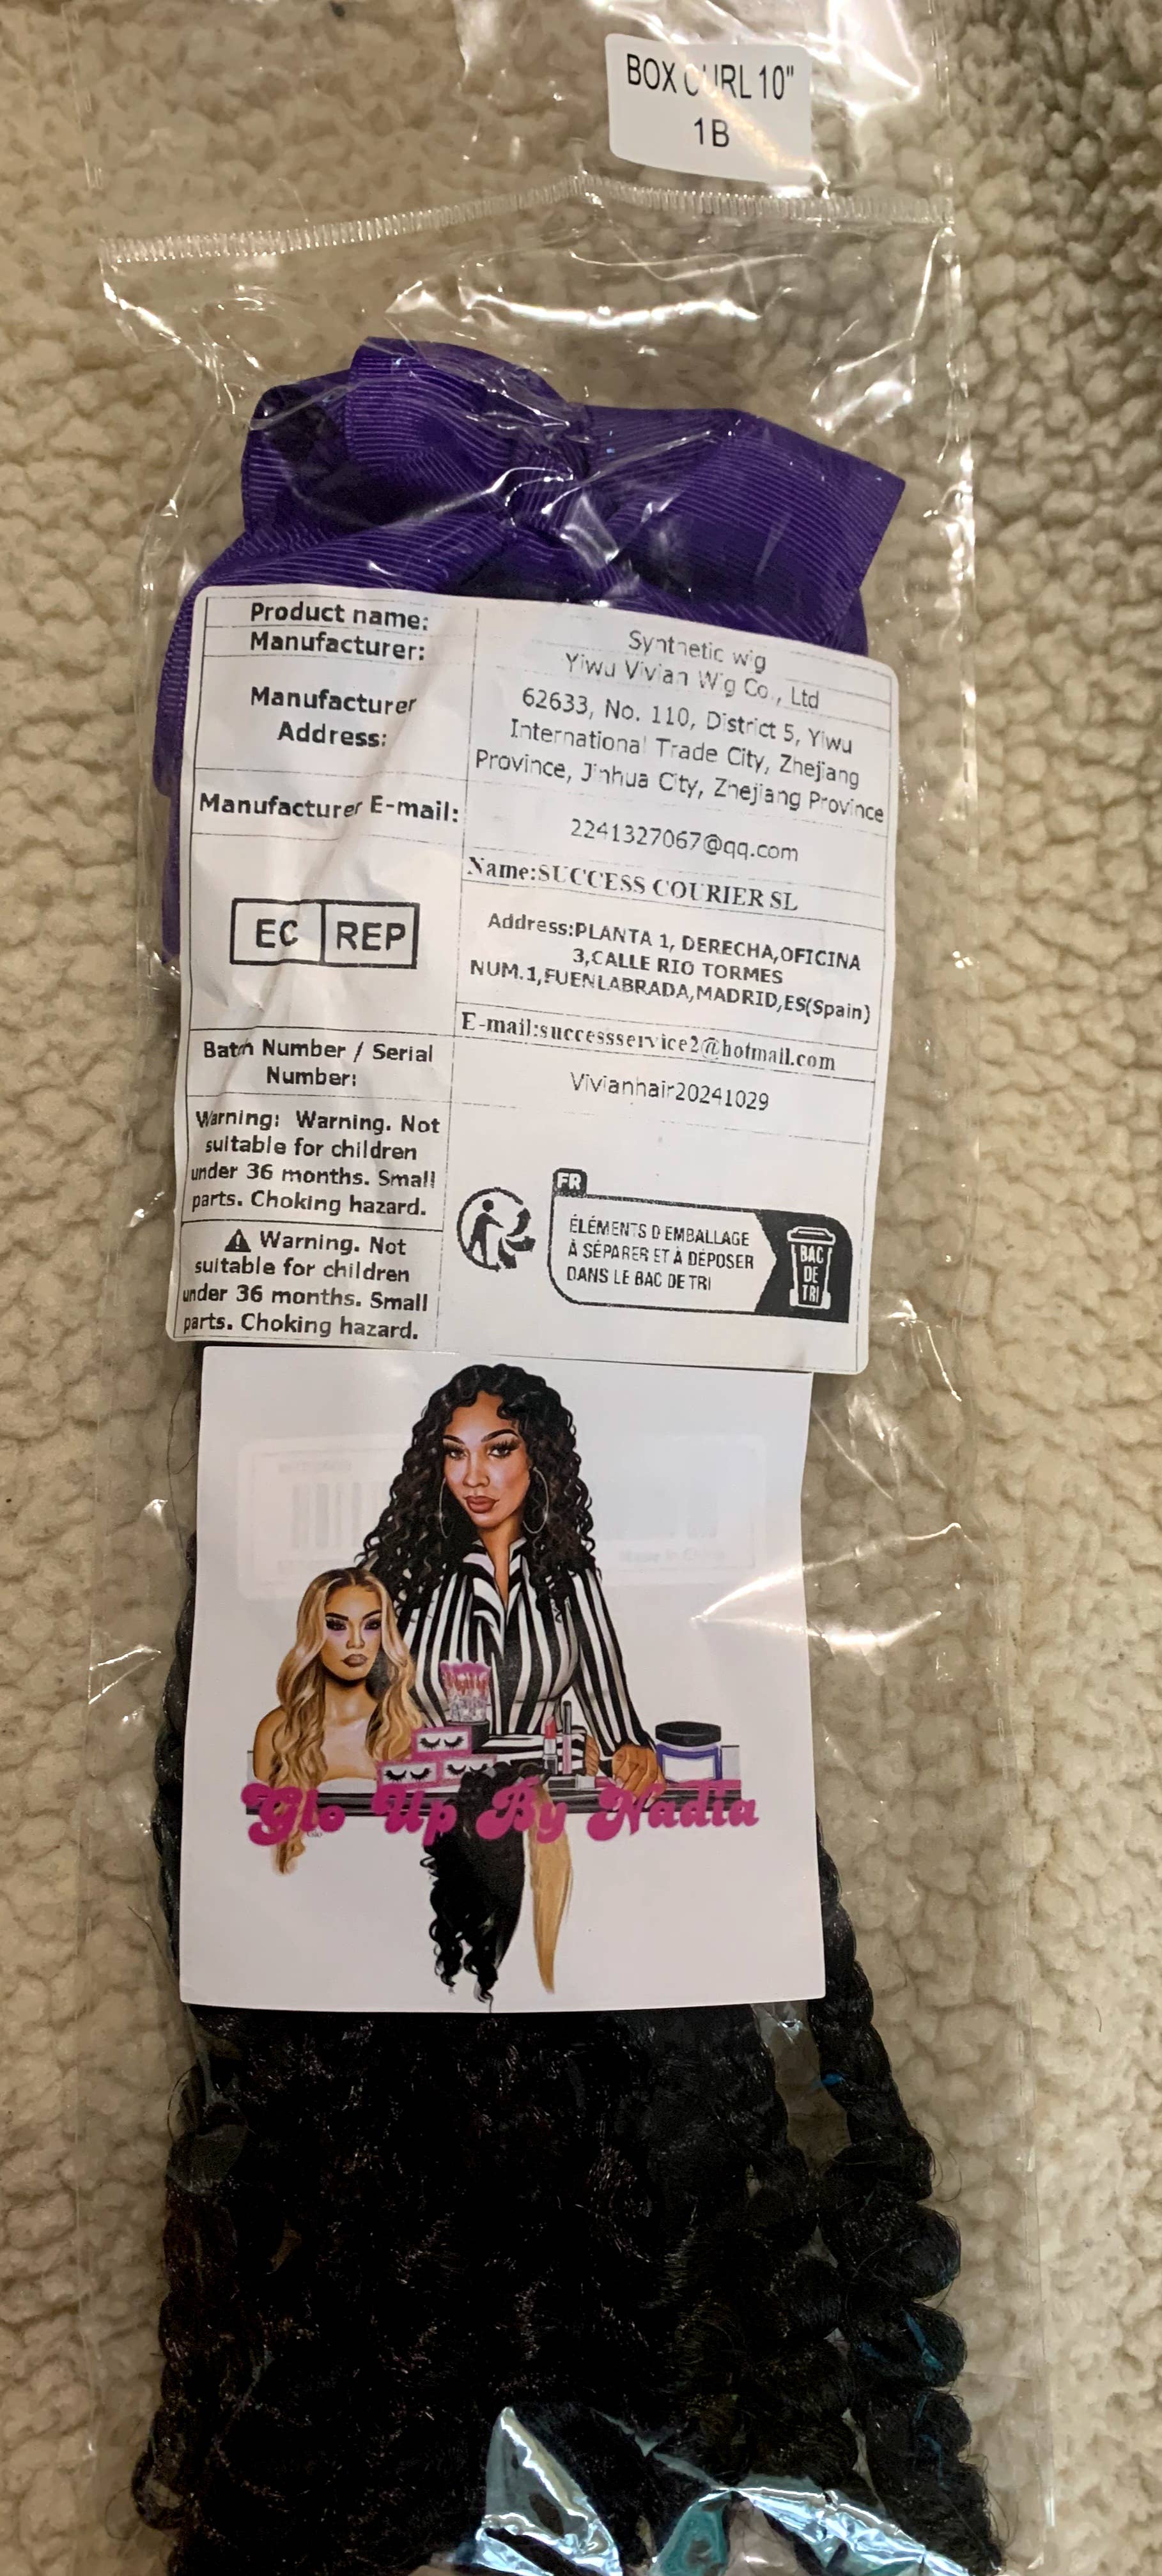 BOX CURL 10"
1B
Product name:
Synthetic wig
Manufacturer:
Yiwu Vivian Wig Co., Ltd
Manufacturer
Address:
62633, No. 110, District 5, Yiwu
International Trade City, Zhejiang
Province, Jinhua City, Zhejiang Province
Manufacturer E-mail:
2241327067@qq.com
EC REP
Name:SUCCESS COURIER SL
Address:PLANTA 1, DERECHA,OFICINA
3,CALLE RIO TORMES
NUM.1,FUENLABRADA,MADRID,ES(Spain)
E-mail:successservice2@hotmail.com
Batch Number / Serial
Number:
Vivianhair20241029
Warning: Warning. Not
suitable for children
under 36 months. Small
parts. Choking hazard.
Warning. Not
suitable for children
under 36 months. Small
parts. Choking hazard.
FR
ÉLÉMENTS D'EMBALLAGE
À SÉPARER ET À DÉPOSER
DANS LE BAC DE TRI
BAC
DE
TRI
Glo Up By Nadia